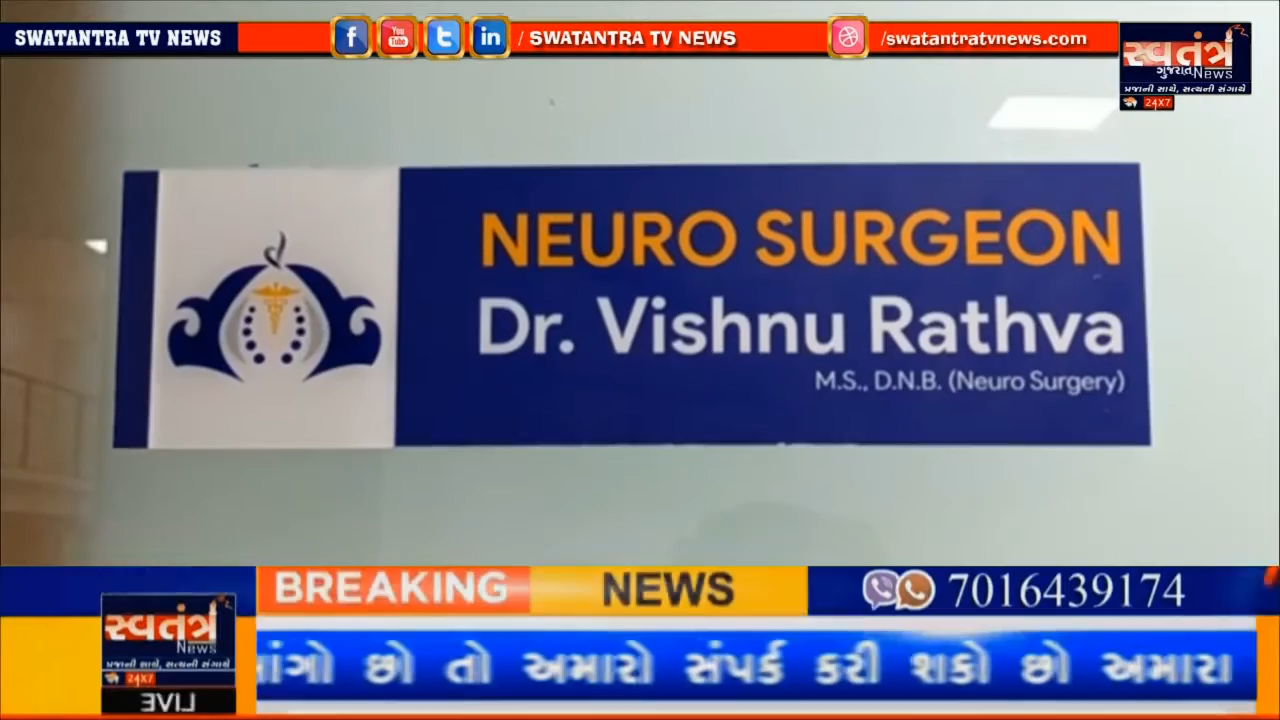 SWATANTRA TV NEWS
/ SWATANTRA TV NEWS
/swatantratvnews.com
સ્વતંત્ર
ગુજરાત News
પ્રજાની સાથે, સત્યની સંગાથે
24X7
NEURO SURGEON
Dr. Vishnu Rathva
M.S., D.N.B. (Neuro Surgery)
BREAKING NEWS
7016439174
સ્વતંત્ર
News
પ્રજાની સાથે, સત્યની સંગાથે
24X7
LIVE
છો તો અમારો સંપર્ક કરી શકો છો અમારા